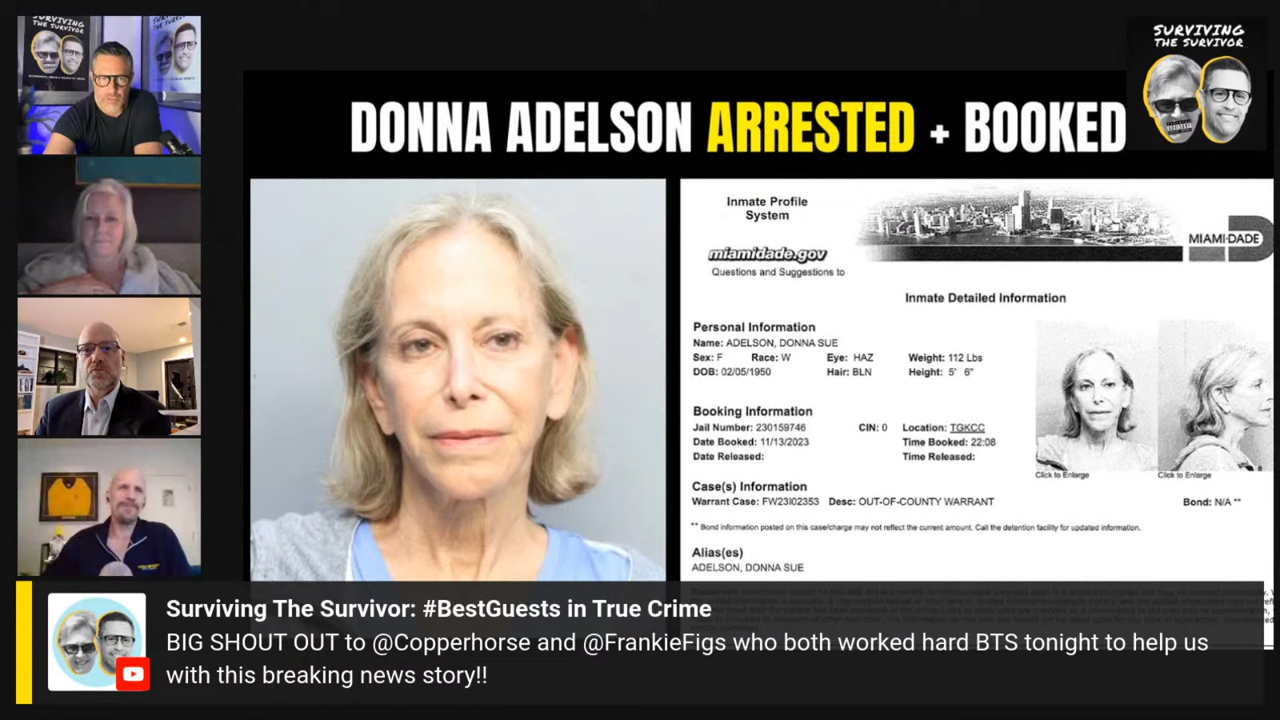 SURVIVING
THE SURVIVOR
DONNA ADELSON ARRESTED + BOOKED
SURVIVING
THE SURVIVOR
Inmate Profile
System
miamidade.gov
Questions and Suggestions to
MIAMI-DADE
Inmate Detailed Information
Personal Information
Name: ADELSON, DONNA SUE
Sex: F Race: W Eye: HAZ Weight: 112 Lbs
DOB: 02/05/1950 Hair: BLN Height: 5' 6"
Booking Information
Jail Number: 230159746 CIN: 0 Location: TGKCC
Date Booked: 11/13/2023 Time Booked: 22:08
Date Released: Time Released:
Click to Enlarge Click to Enlarge
Case(s) Information
Warrant Case: FW23I02353 Desc: OUT-OF-COUNTY WARRANT Bond: N/A **
** Bond information posted on this case/charge may not reflect the current amount. Call the detention facility for updated information.
Alias(es)
ADELSON, DONNA SUE
Surviving The Survivor: #BestGuests in True Crime
BIG SHOUT OUT to @Copperhorse and @FrankieFigs who both worked hard BTS tonight to help us
with this breaking news story!!